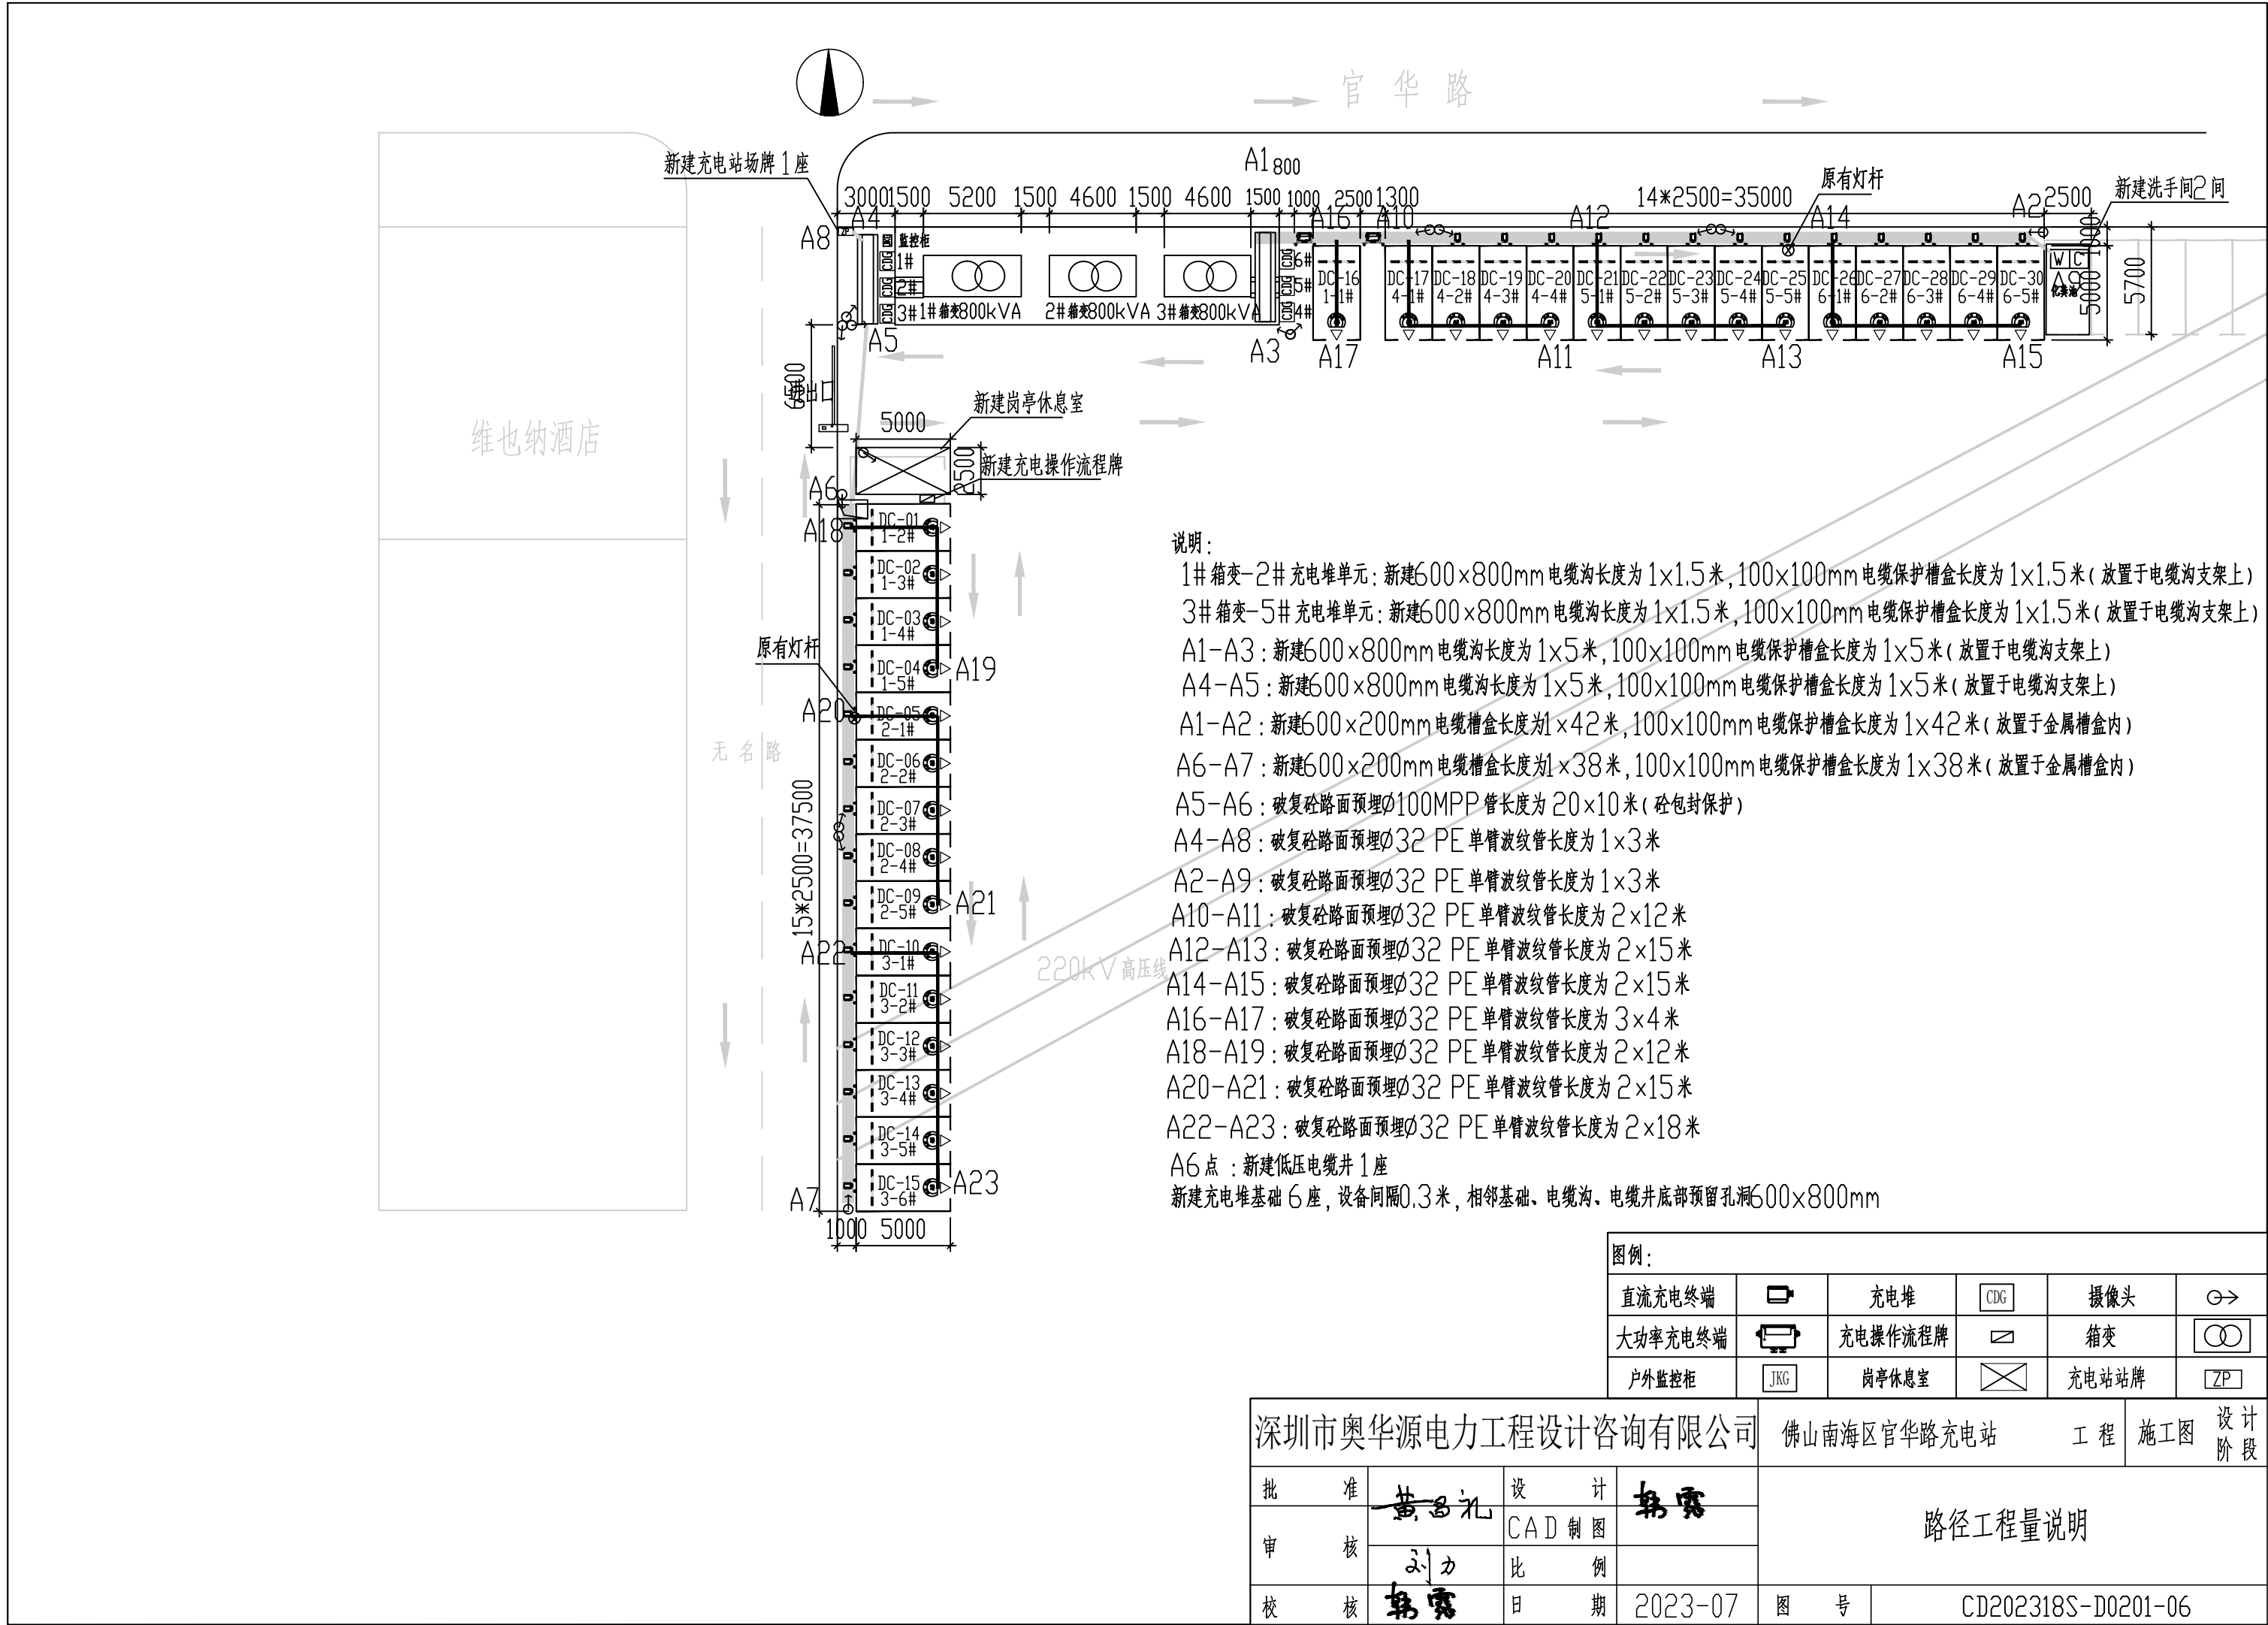 官 华 路
新建充电站场牌 1 座
A1 800
3000 1500 5200 1500 4600 1500 4600 1500 1000 2500 1300 14*2500=35000 2500
原有灯杆
新建洗手间2 间
A8 A4 A16 A10 A12 A14 A2
监控柜
CDG 1#
CDG 2#
CDG 3#
1#箱变800kVA 2#箱变800kVA 3#箱变800kVA
CDG 6#
CDG 5#
CDG 4#
DC-16 DC-17 DC-18 DC-19 DC-20 DC-21 DC-22 DC-23 DC-24 DC-25 DC-26 DC-27 DC-28 DC-29 DC-30
1-1# 4-1# 4-2# 4-3# 4-4# 5-1# 5-2# 5-3# 5-4# 5-5# 6-1# 6-2# 6-3# 6-4# 6-5#
W C
A9
化粪池
1000
5000
5700
A5 A3 A17 A11 A13 A15
6500
进出口
新建岗亭休息室
5000
2500
新建充电操作流程牌
维也纳酒店
A6
A18
DC-01
1-2#
DC-02
1-3#
DC-03
1-4#
原有灯杆
DC-04
1-5#
A19
A20
DC-05
2-1#
无 名 路
DC-06
2-2#
DC-07
2-3#
DC-08
2-4#
DC-09
2-5#
A21
15*2500=37500
A22
DC-10
3-1#
220kV 高压线
DC-11
3-2#
DC-12
3-3#
DC-13
3-4#
DC-14
3-5#
DC-15
3-6#
A23
A7
1000 5000
说明:
1#箱变-2#充电堆单元: 新建600×800mm电缆沟长度为1x1.5米, 100x100mm电缆保护槽盒长度为1x1.5米( 放置于电缆沟支架上)
3#箱变-5#充电堆单元: 新建600×800mm电缆沟长度为1x1.5米, 100x100mm电缆保护槽盒长度为1x1.5米( 放置于电缆沟支架上)
A1-A3: 新建600×800mm电缆沟长度为1x5米, 100x100mm电缆保护槽盒长度为1x5米( 放置于电缆沟支架上)
A4-A5: 新建600×800mm电缆沟长度为1x5米, 100x100mm电缆保护槽盒长度为1x5米( 放置于电缆沟支架上)
A1-A2: 新建600×200mm电缆槽盒长度为1×42米, 100x100mm电缆保护槽盒长度为1x42米( 放置于金属槽盒内)
A6-A7: 新建600×200mm电缆槽盒长度为1×38米, 100x100mm电缆保护槽盒长度为1x38米( 放置于金属槽盒内)
A5-A6: 破复砼路面预埋Ø100MPP管长度为20×10米( 砼包封保护)
A4-A8: 破复砼路面预埋Ø32 PE单臂波纹管长度为1×3米
A2-A9: 破复砼路面预埋Ø32 PE单臂波纹管长度为1×3米
A10-A11: 破复砼路面预埋Ø32 PE单臂波纹管长度为2×12米
A12-A13: 破复砼路面预埋Ø32 PE单臂波纹管长度为2×15米
A14-A15: 破复砼路面预埋Ø32 PE单臂波纹管长度为2×15米
A16-A17: 破复砼路面预埋Ø32 PE单臂波纹管长度为3×4米
A18-A19: 破复砼路面预埋Ø32 PE单臂波纹管长度为2×12米
A20-A21: 破复砼路面预埋Ø32 PE单臂波纹管长度为2×15米
A22-A23: 破复砼路面预埋Ø32 PE单臂波纹管长度为2×18米
A6点 : 新建低压电缆井1座
新建充电堆基础6座, 设备间隔0.3米, 相邻基础、电缆沟、电缆井底部预留孔洞600x800mm
图例:
直流充电终端 充电堆 CDG 摄像头
大功率充电终端 充电操作流程牌 箱变
户外监控柜 JKG 岗亭休息室 充电站站牌 ZP
深圳市奥华源电力工程设计咨询有限公司 佛山南海区官华路充电站 工程 施工图 设计阶段
批 准 黄昌礼 设 计 韩露
审 核 刘力 CAD制图
比 例
路径工程量说明
校 核 韩露 日 期 2023-07 图 号 CD202318S-D0201-06